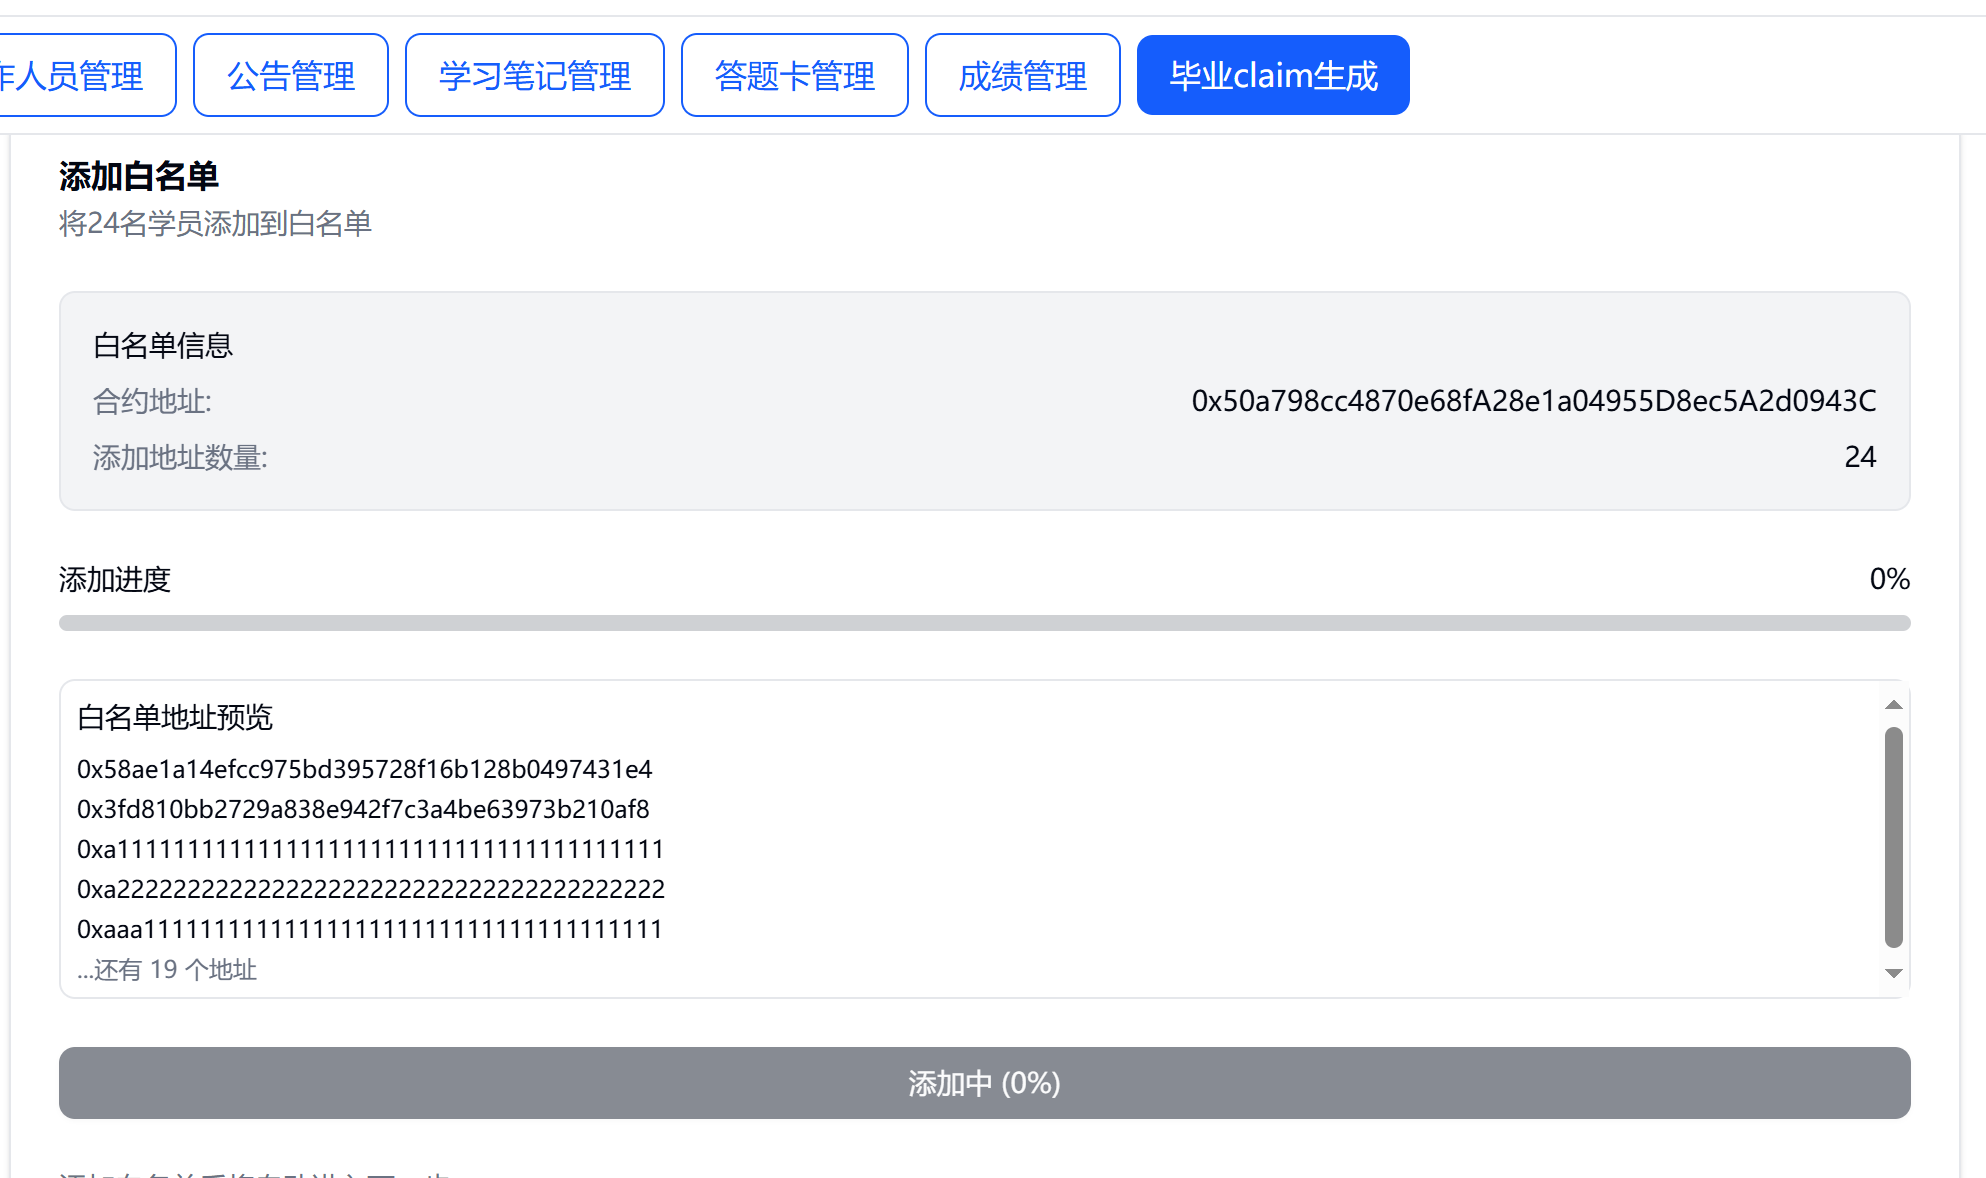 作人员管理 公告管理 学习笔记管理 答题卡管理 成绩管理 毕业claim生成
添加白名单
将24名学员添加到白名单
白名单信息
合约地址: 0x50a798cc4870e68fA28e1a04955D8ec5A2d0943C
添加地址数量: 24
添加进度 0%
白名单地址预览
0x58ae1a14efcc975bd395728f16b128b0497431e4
0x3fd810bb2729a838e942f7c3a4be63973b210af8
0xa111111111111111111111111111111111111111
0xa222222222222222222222222222222222222222
0xaaa1111111111111111111111111111111111111
...还有 19 个地址
添加中 (0%)